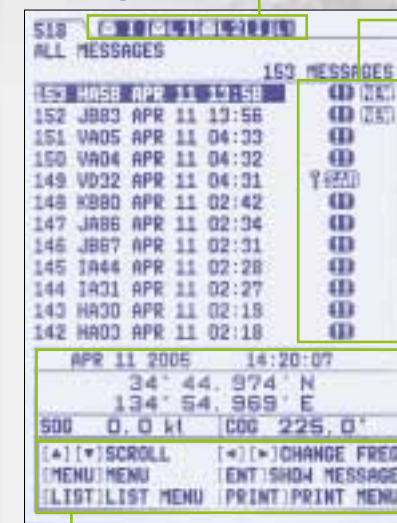 518
ALL MESSAGES
153 MESSAGES
153 HA58 APR 11 13:58
152 JB83 APR 11 13:56
151 VA05 APR 11 04:33
150 VA04 APR 11 04:32
149 VD32 APR 11 04:31
148 KB80 APR 11 02:42
147 JA86 APR 11 02:34
146 JB67 APR 11 02:31
145 IA44 APR 11 02:28
144 IA31 APR 11 02:27
143 HA30 APR 11 02:19
142 HA03 APR 11 02:18
APR 11 2005 14:20:07
34° 44. 974' N
134° 54. 969' E
SOG 0.0 kt COG 225.0°
[▲][▼]SCROLL [◄][►]CHANGE FREQ
[MENU]MENU [ENT]SHOW MESSAGE
[LIST]LIST MENU [PRINT]PRINT MENU